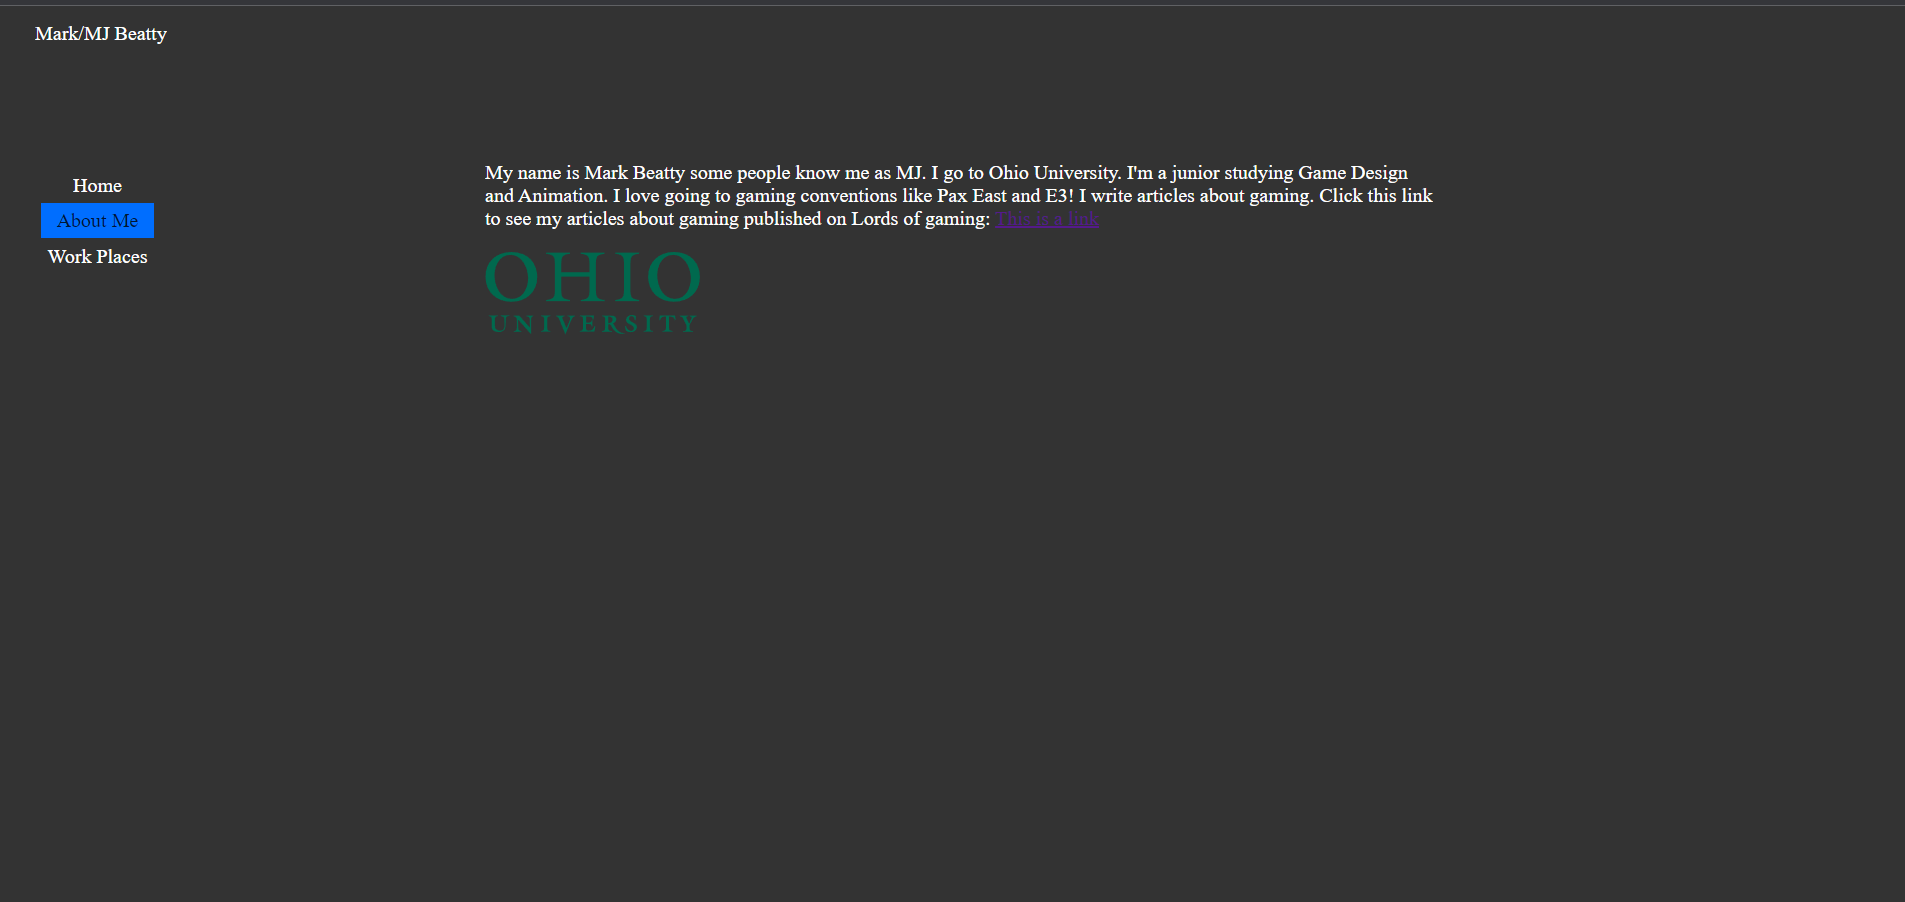 Mark/MJ Beatty
Home
About Me
Work Places
My name is Mark Beatty some people know me as MJ. I go to Ohio University. I'm a junior studying Game Design
and Animation. I love going to gaming conventions like Pax East and E3! I write articles about gaming. Click this link
to see my articles about gaming published on Lords of gaming: This is a link
OHIO
UNIVERSITY